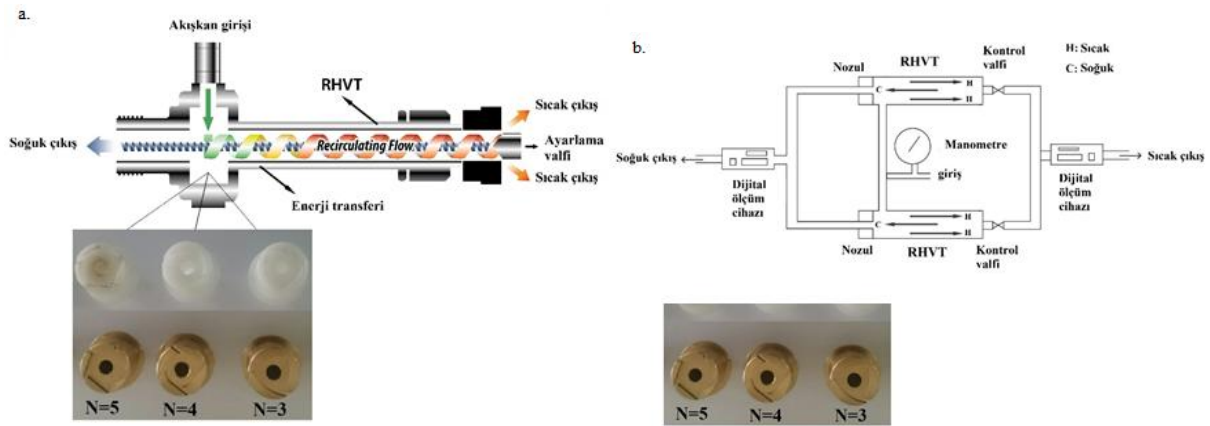 a.
Akışkan girişi
RHVT
Sıcak çıkış
Soğuk çıkış
Recirculating Flow
Ayarlama
valfi
Sıcak çıkış
Enerji transferi
N=5 N=4 N=3
b.
H: Sıcak
C: Soğuk
Nozul
RHVT
Kontrol
valfi
C
H
H
Manometre
giriş
Soğuk çıkış
Sıcak çıkış
Dijital
ölçüm
cihazı
Dijital
ölçüm
cihazı
C
H
H
Nozul
RHVT
Kontrol
valfi
N=5 N=4 N=3